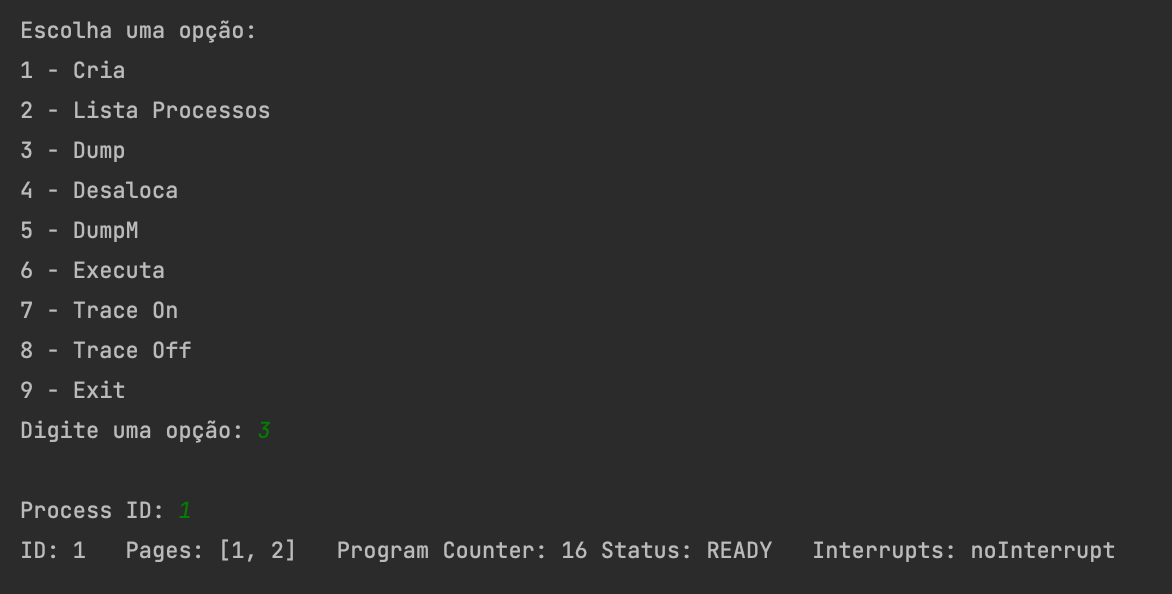 Escolha uma opção:
1 - Cria
2 - Lista Processos
3 - Dump
4 - Desaloca
5 - DumpM
6 - Executa
7 - Trace On
8 - Trace Off
9 - Exit
Digite uma opção: 3
Process ID: 1
ID: 1   Pages: [1, 2]   Program Counter: 16 Status: READY   Interrupts: noInterrupt